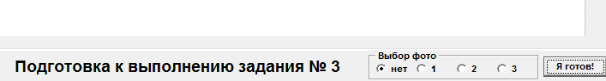 Выбор фото
Подготовка к выполнению задания № 3 нет 1 2 3 Я готов!